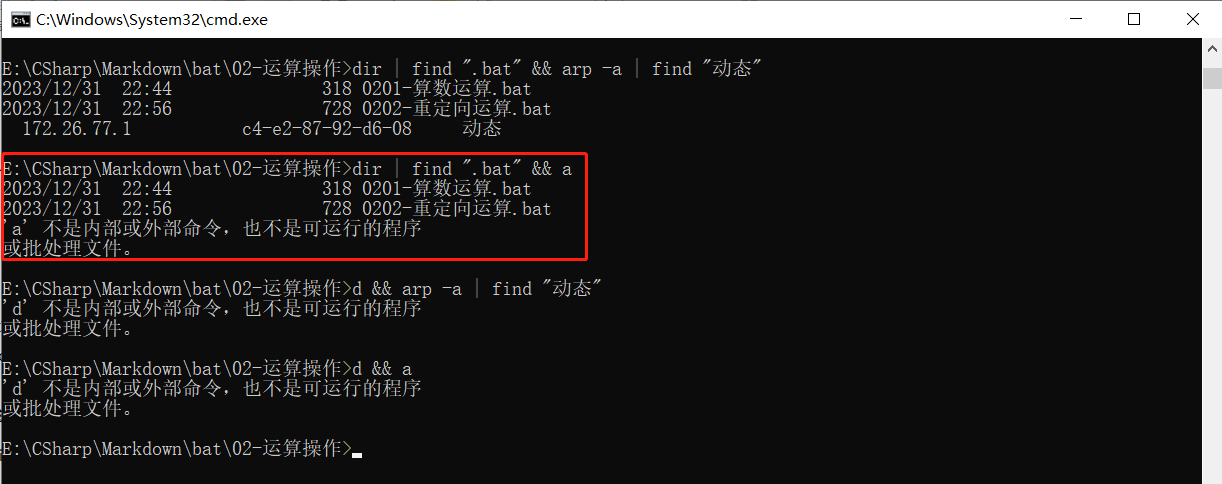 C:\Windows\System32\cmd.exe
E:\CSharp\Markdown\bat\02-运算操作>dir | find ".bat" && arp -a | find "动态"
2023/12/31  22:44               318 0201-算数运算.bat
2023/12/31  22:56               728 0202-重定向运算.bat
  172.26.77.1           c4-e2-87-92-d6-08     动态
E:\CSharp\Markdown\bat\02-运算操作>dir | find ".bat" && a
2023/12/31  22:44               318 0201-算数运算.bat
2023/12/31  22:56               728 0202-重定向运算.bat
'a' 不是内部或外部命令，也不是可运行的程序
或批处理文件。
E:\CSharp\Markdown\bat\02-运算操作>d && arp -a | find "动态"
'd' 不是内部或外部命令，也不是可运行的程序
或批处理文件。
E:\CSharp\Markdown\bat\02-运算操作>d && a
'd' 不是内部或外部命令，也不是可运行的程序
或批处理文件。
E:\CSharp\Markdown\bat\02-运算操作>